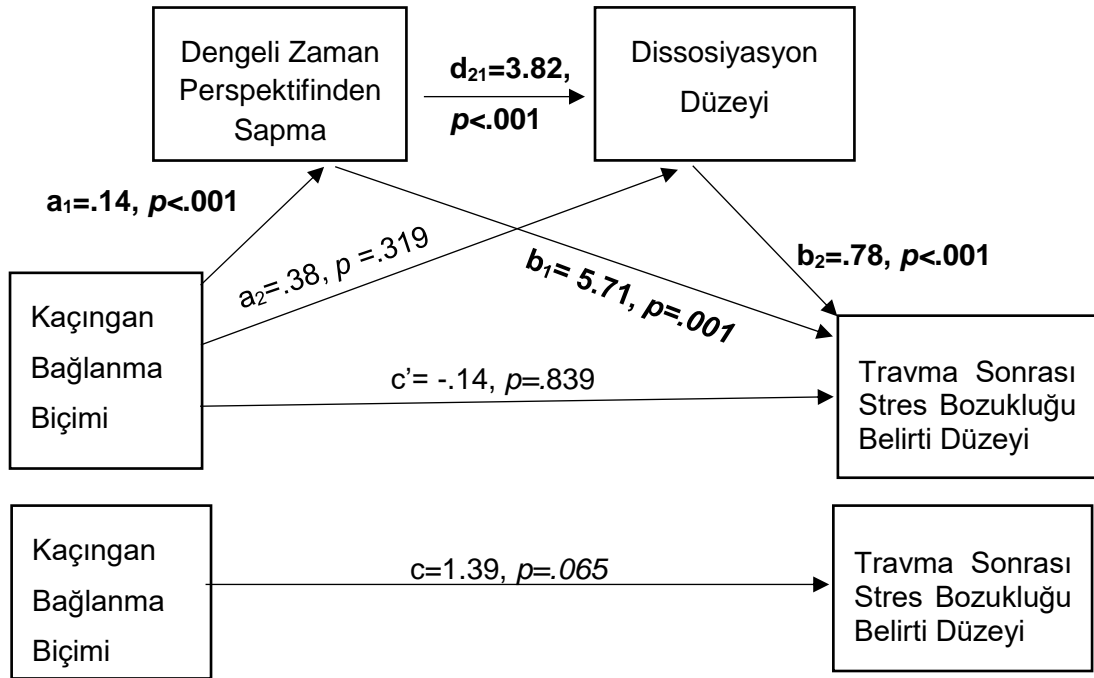 Dengeli Zaman
Perspektifinden
Sapma
d₂₁=3.82,
p<.001
Dissosiyasyon
Düzeyi
a₁=.14, p<.001
a₂=.38, p =.319
b₁= 5.71, p=.001
b₂=.78, p<.001
Kaçıngan
Bağlanma
Biçimi
c’= -.14, p=.839
Travma Sonrası
Stres Bozukluğu
Belirti Düzeyi
Kaçıngan
Bağlanma
Biçimi
c=1.39, p=.065
Travma Sonrası
Stres Bozukluğu
Belirti Düzeyi